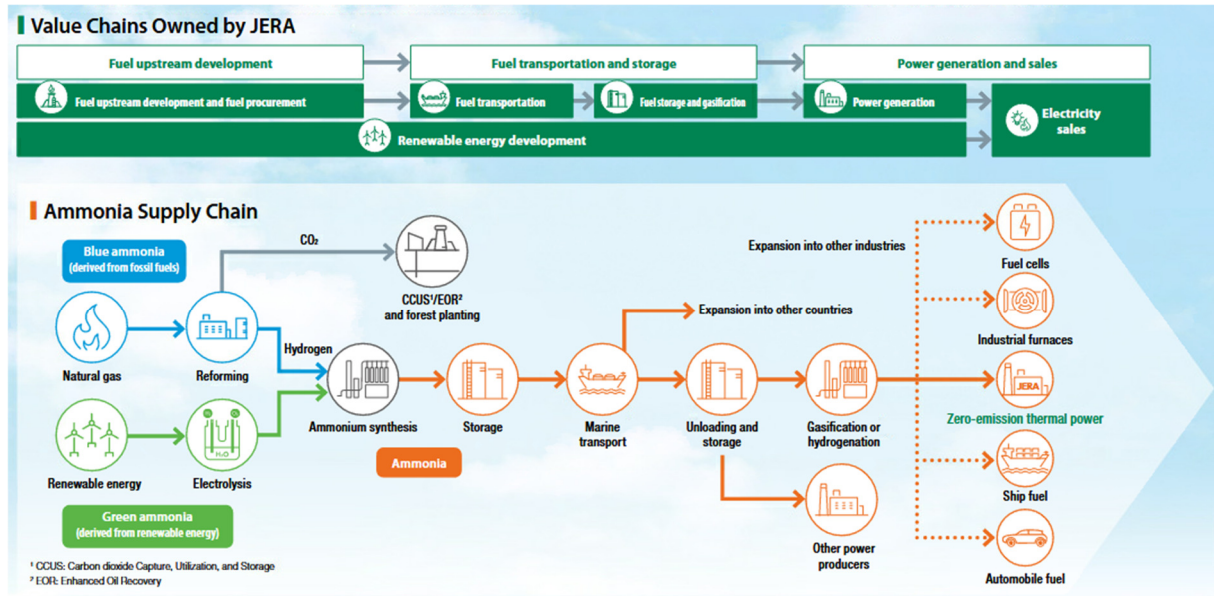 Value Chains Owned by JERA
Fuel upstream development
Fuel transportation and storage
Power generation and sales
Fuel upstream development and fuel procurement
Fuel transportation
Fuel storage and gasification
Power generation
Electricity
sales
Renewable energy development
Ammonia Supply Chain
Blue ammonia
(derived from fossil fuels)
CO₂
CCUS¹/EOR²
and forest planting
Natural gas
Reforming
Hydrogen
Renewable energy
H₂
O₂
H₂O
Electrolysis
Green ammonia
(derived from renewable energy)
Ammonium synthesis
Storage
Ammonia
Marine
transport
Expansion into other countries
Unloading and
storage
Gasification or
hydrogenation
Other power
producers
Expansion into other industries
Fuel cells
Industrial furnaces
JERA
Zero-emission thermal power
Ship fuel
Automobile fuel
¹ CCUS: Carbon dioxide Capture, Utilization, and Storage
² EOR: Enhanced Oil Recovery